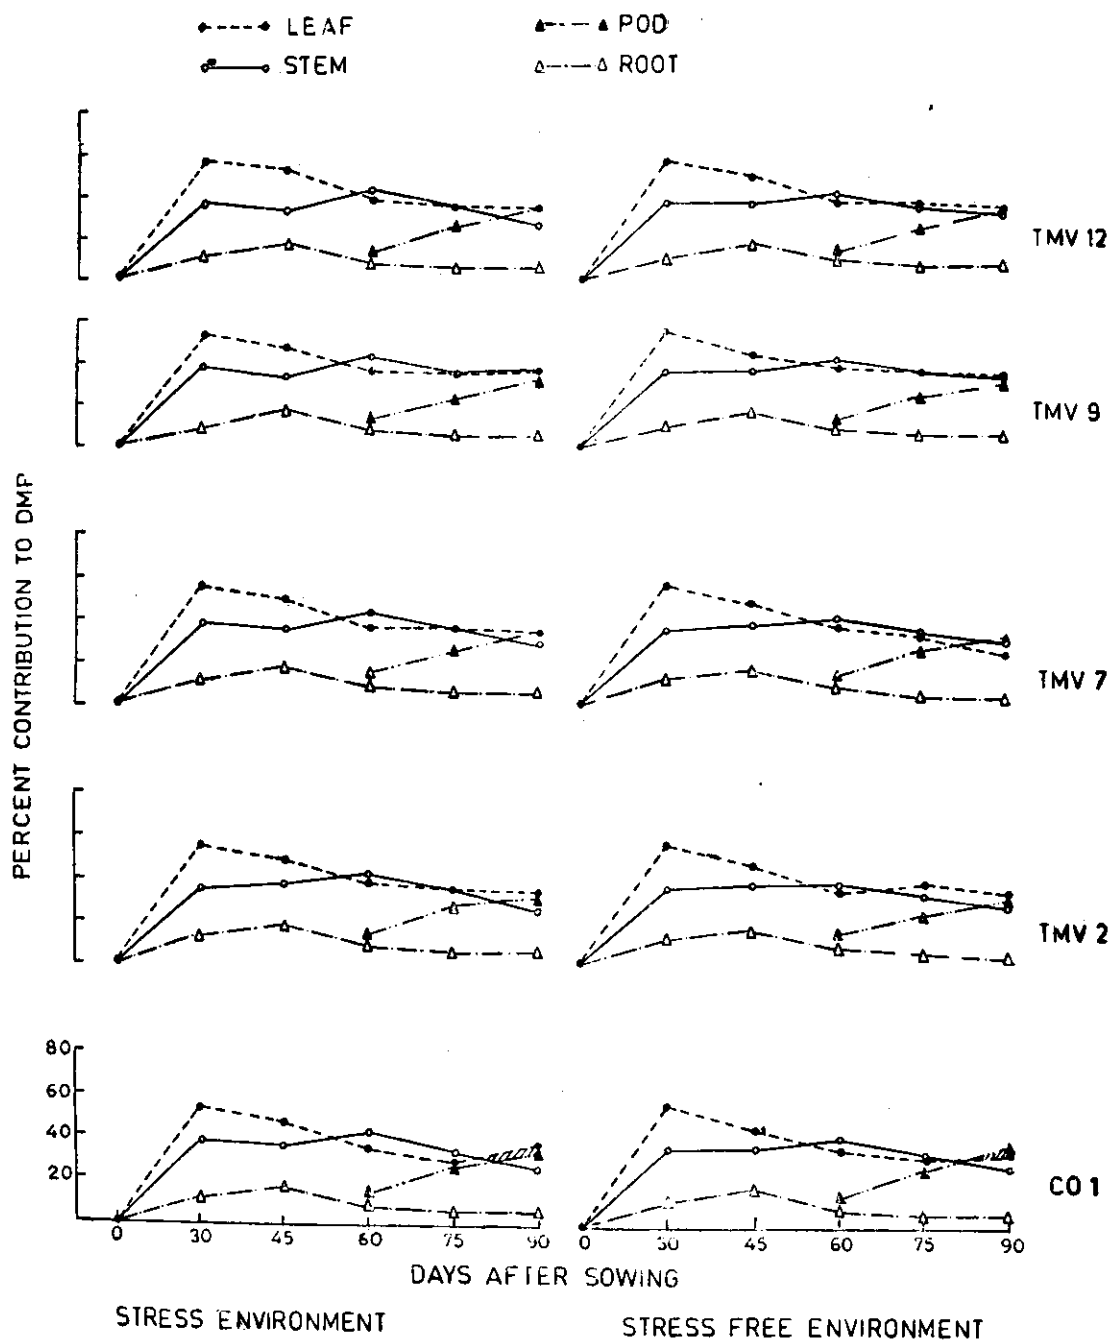 LEAF
POD
STEM
ROOT
TMV 12
TMV 9
TMV 7
TMV 2
CO 1
PERCENT CONTRIBUTION TO DMP
80
60
40
20
0 30 45 60 75 90
0 30 45 60 75 90
DAYS AFTER SOWING
STRESS ENVIRONMENT
STRESS FREE ENVIRONMENT